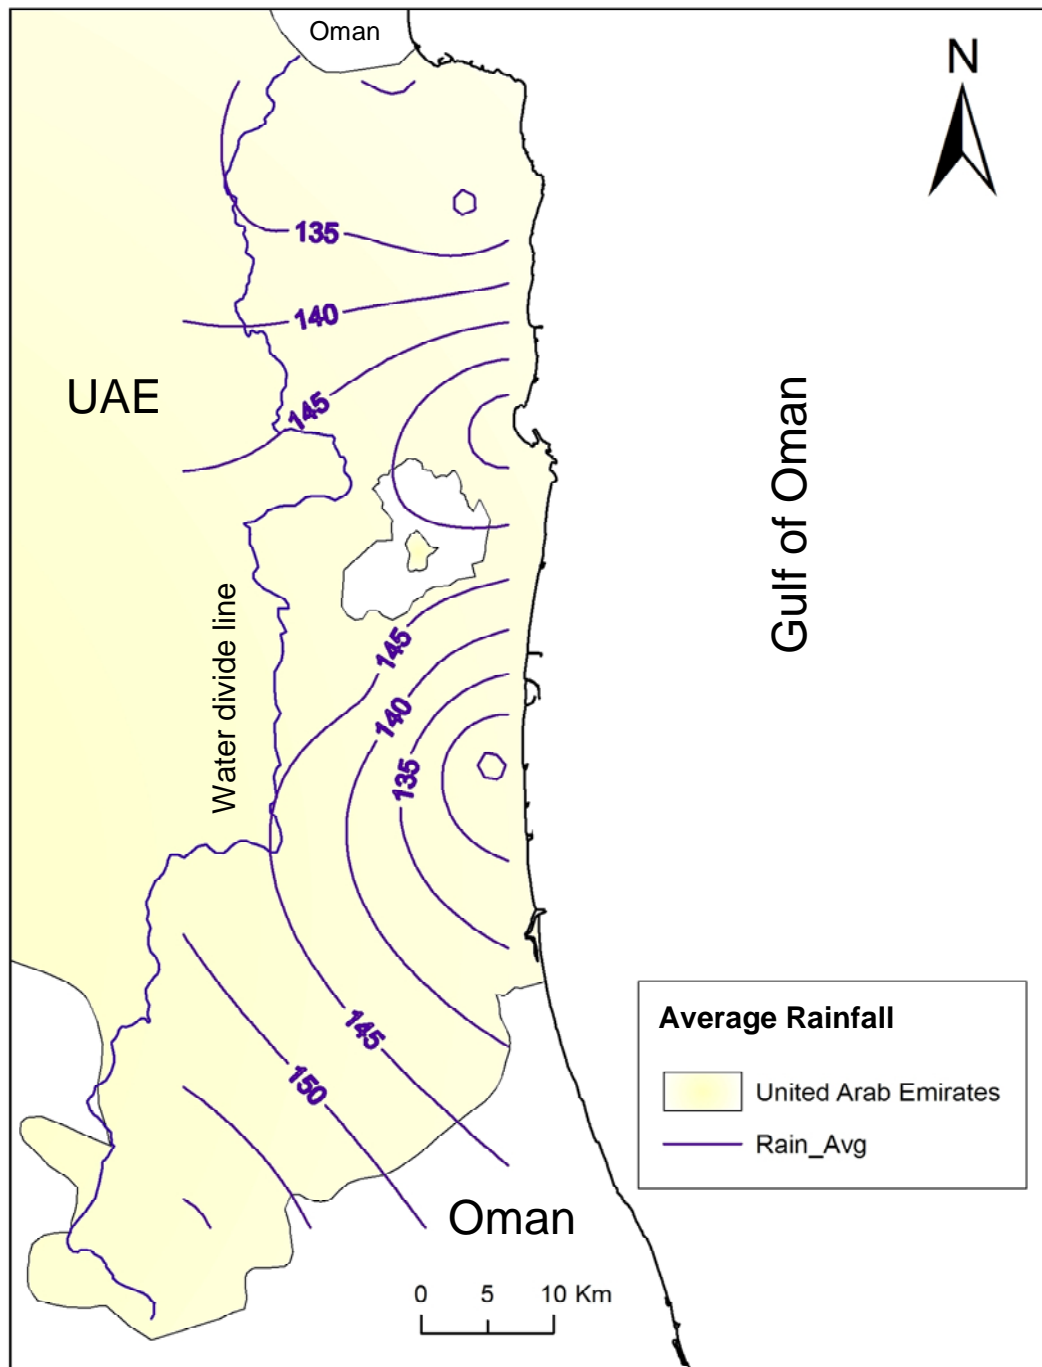 Oman
N
135
140
UAE
145
Gulf of Oman
Water divide line
145
140
135
145
150
Average Rainfall
United Arab Emirates
Rain_Avg
Oman
0 5 10 Km